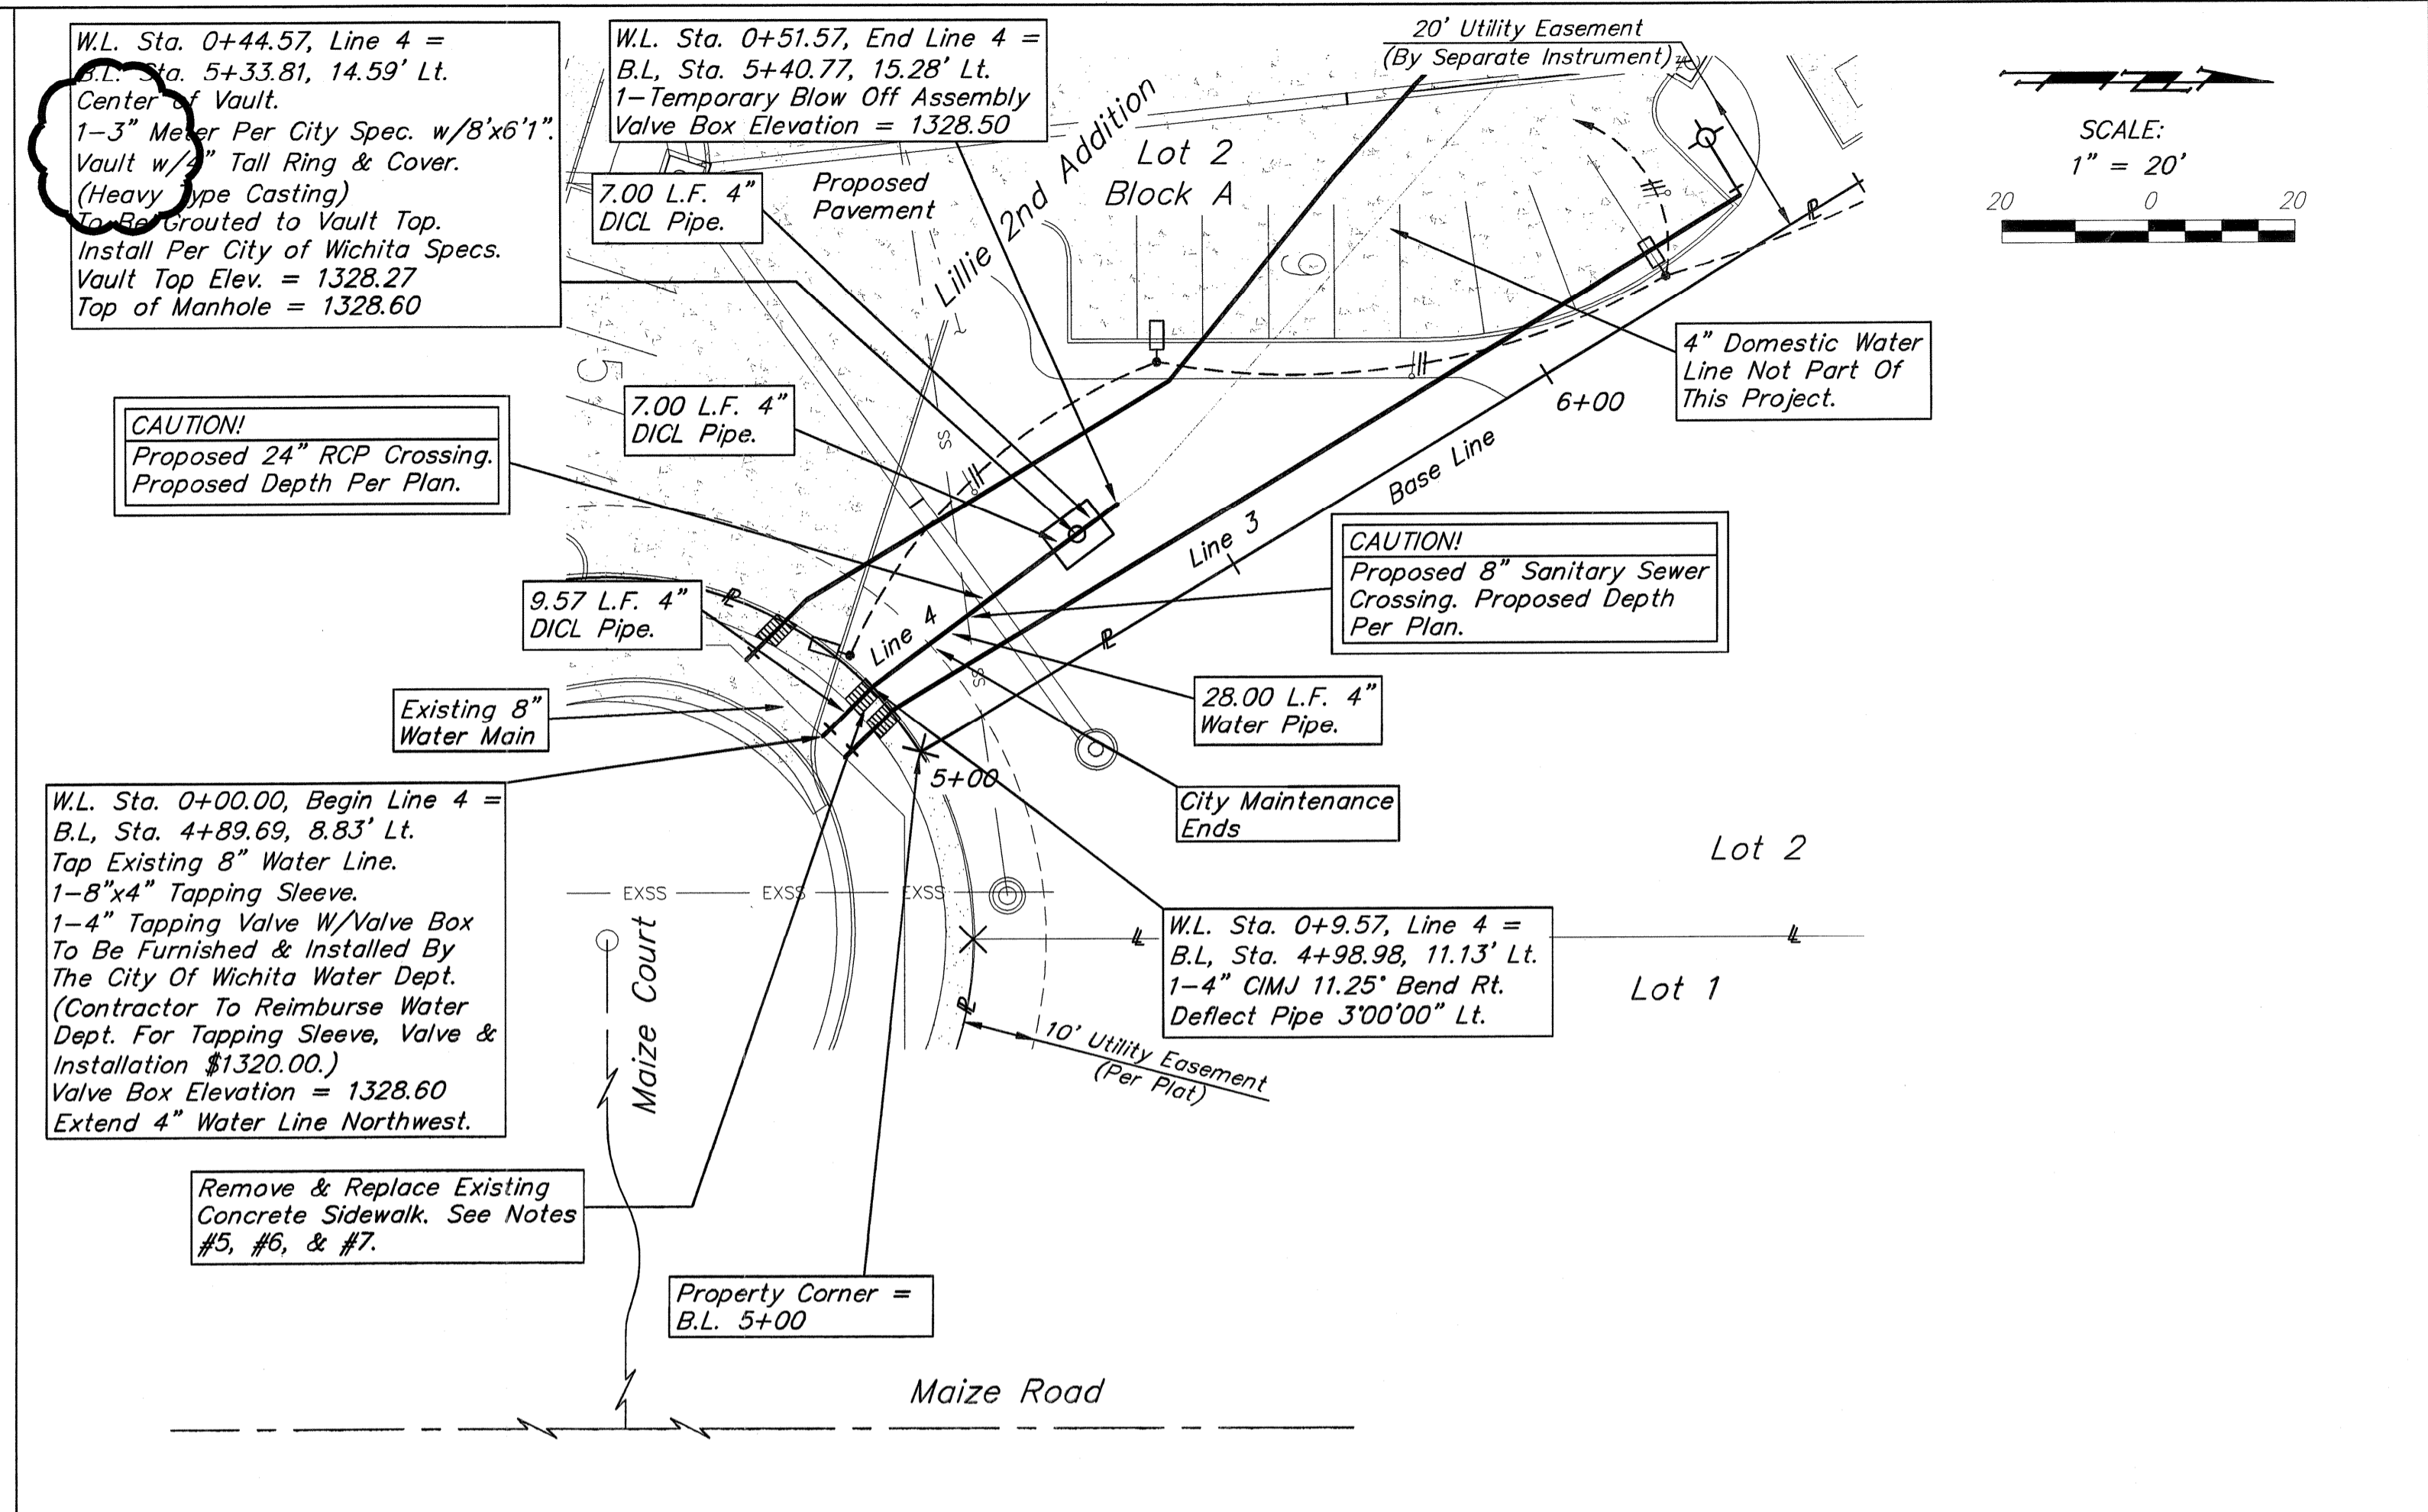 W.L. Sta. 0+44.57, Line 4 =
B.L. Sta. 5+33.81, 14.59' Lt.
Center of Vault.
1-3" Meter Per City Spec. w/8'x6'1".
Vault w/4" Tall Ring & Cover.
(Heavy Type Casting)
To Be Grouted to Vault Top.
Install Per City of Wichita Specs.
Vault Top Elev. = 1328.27
Top of Manhole = 1328.60
W.L. Sta. 0+51.57, End Line 4 =
B.L, Sta. 5+40.77, 15.28' Lt.
1-Temporary Blow Off Assembly
Valve Box Elevation = 1328.50
20' Utility Easement
(By Separate Instrument)
SCALE:
1" = 20'
20 0 20
7.00 L.F. 4"
DICL Pipe.
Proposed
Pavement
Lillie 2nd Addition
Lot 2
Block A
9
5
7.00 L.F. 4"
DICL Pipe.
4" Domestic Water
Line Not Part Of
This Project.
6+00
CAUTION!
Proposed 24" RCP Crossing.
Proposed Depth Per Plan.
SS
Base Line
Line 3
CAUTION!
Proposed 8" Sanitary Sewer
Crossing. Proposed Depth
Per Plan.
9.57 L.F. 4"
DICL Pipe.
Line 4
SS
28.00 L.F. 4"
Water Pipe.
Existing 8"
Water Main
5+00
City Maintenance
Ends
W.L. Sta. 0+00.00, Begin Line 4 =
B.L, Sta. 4+89.69, 8.83' Lt.
Tap Existing 8" Water Line.
1-8"x4" Tapping Sleeve.
1-4" Tapping Valve W/Valve Box
To Be Furnished & Installed By
The City Of Wichita Water Dept.
(Contractor To Reimburse Water
Dept. For Tapping Sleeve, Valve &
Installation $1320.00.)
Valve Box Elevation = 1328.60
Extend 4" Water Line Northwest.
EXSS EXSS EXSS
Maize Court
Lot 2
W.L. Sta. 0+9.57, Line 4 =
B.L, Sta. 4+98.98, 11.13' Lt.
1-4" CIMJ 11.25° Bend Rt.
Deflect Pipe 3°00'00" Lt.
Lot 1
10' Utility Easement
(Per Plat)
Remove & Replace Existing
Concrete Sidewalk. See Notes
#5, #6, & #7.
Property Corner =
B.L. 5+00
Maize Road